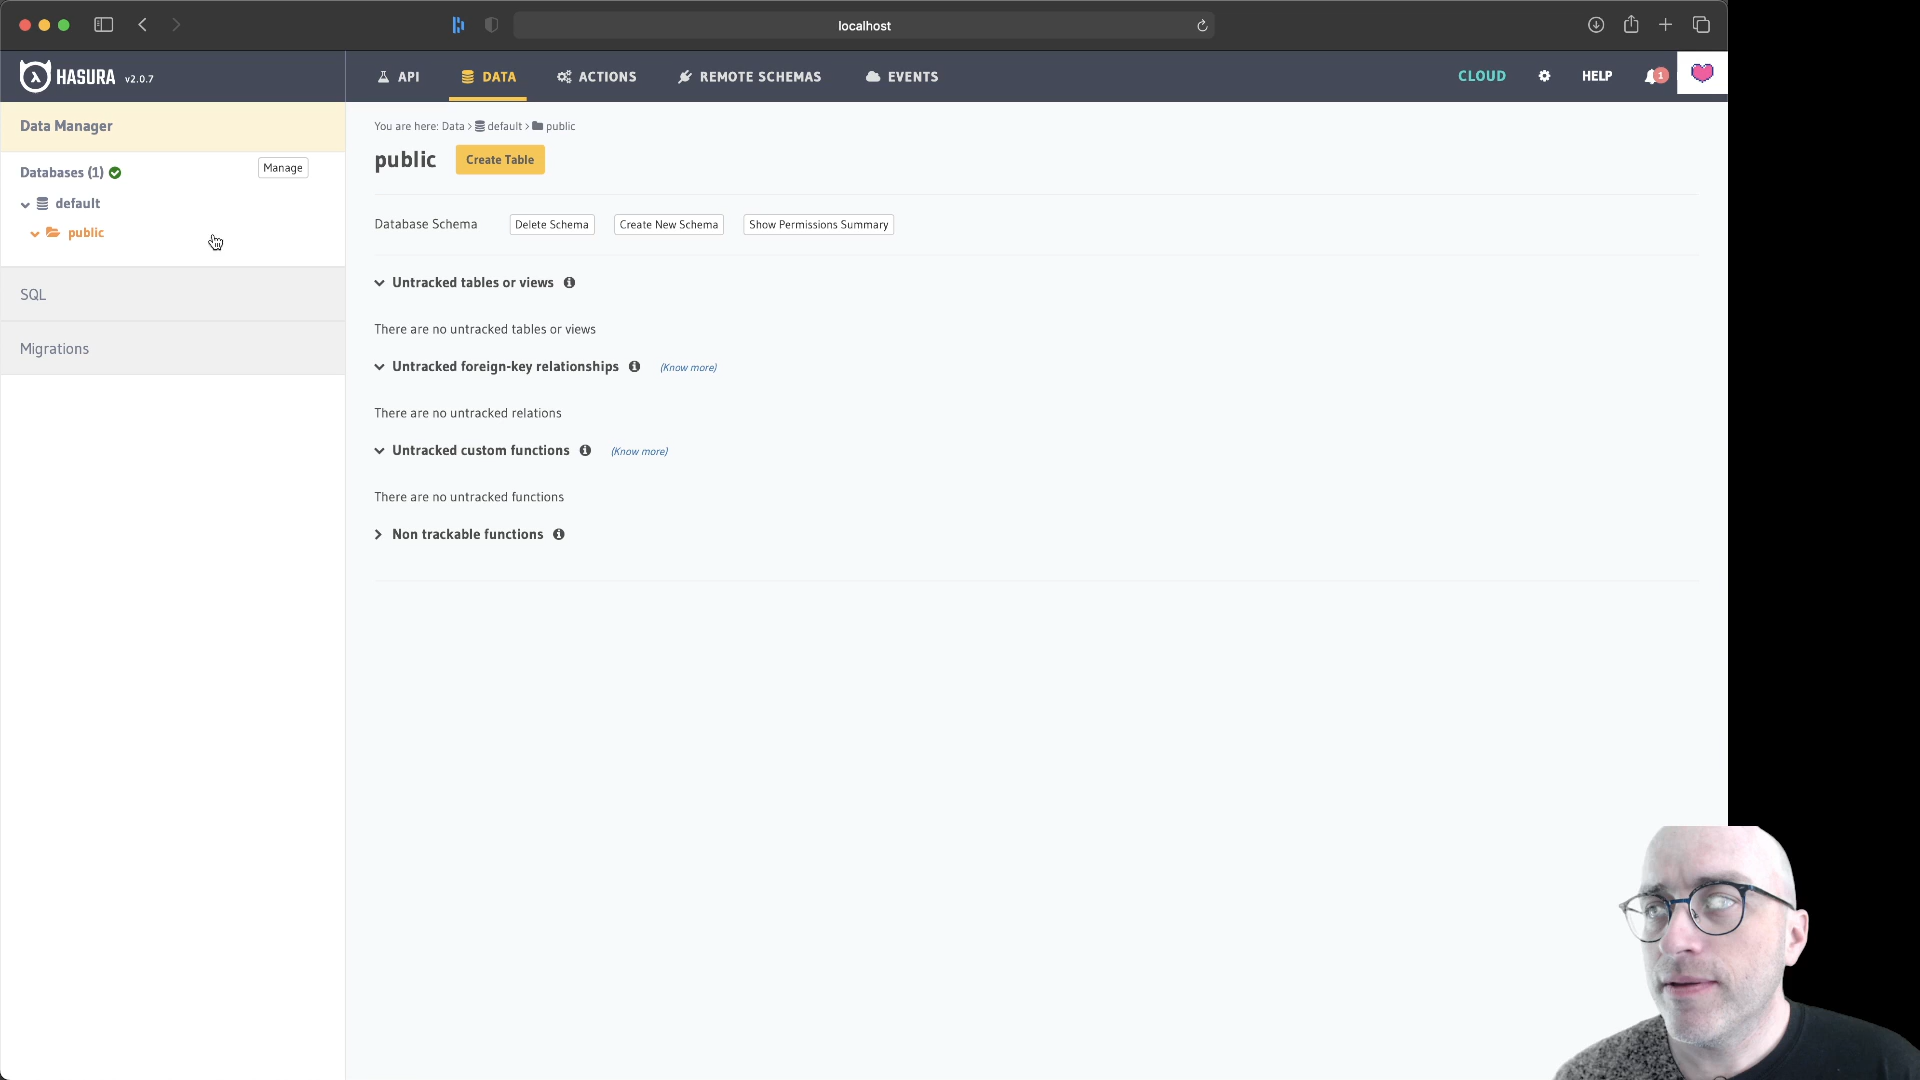 localhost
HASURA v2.0.7
API DATA ACTIONS REMOTE SCHEMAS EVENTS CLOUD HELP 1
Data Manager
Databases (1) Manage
default
public
SQL
Migrations
You are here: Data > default > public
public Create Table
Database Schema Delete Schema Create New Schema Show Permissions Summary
Untracked tables or views
There are no untracked tables or views
Untracked foreign-key relationships (Know more)
There are no untracked relations
Untracked custom functions (Know more)
There are no untracked functions
Non trackable functions